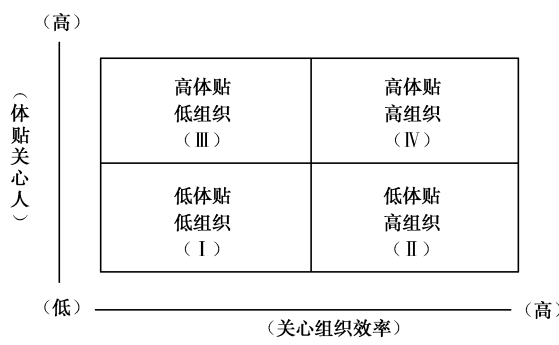 （高）
（体贴关心人）
高体贴
低组织
（Ⅲ）
高体贴
高组织
（Ⅳ）
低体贴
低组织
（Ⅰ）
低体贴
高组织
（Ⅱ）
（低）
（高）
（关心组织效率）